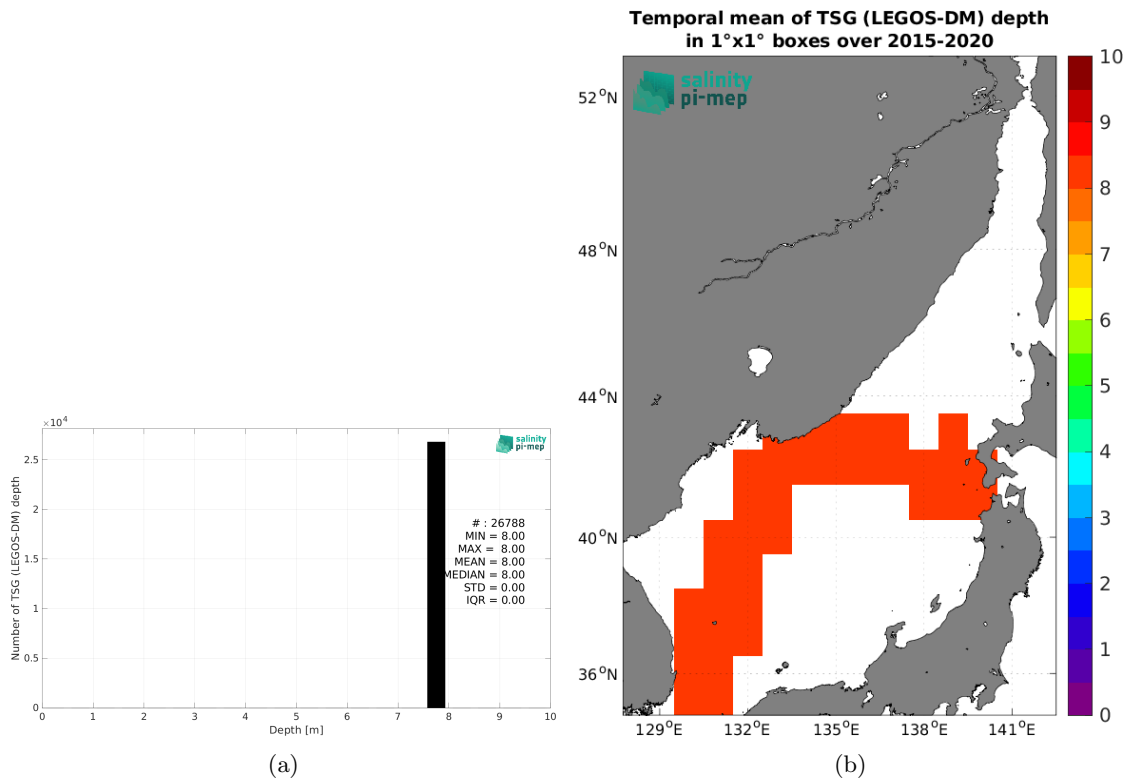 ×10⁴
2.5
2
1.5
1
0.5
0
Number of TSG (LEGOS-DM) depth
salinity
pi-mep
# : 26788
MIN = 8.00
MAX = 8.00
MEAN = 8.00
MEDIAN = 8.00
STD = 0.00
IQR = 0.00
0 1 2 3 4 5 6 7 8 9 10
Depth [m]
(a)
Temporal mean of TSG (LEGOS-DM) depth
in 1°x1° boxes over 2015-2020
salinity
pi-mep
52°N
48°N
44°N
40°N
36°N
129°E 132°E 135°E 138°E 141°E
10
9
8
7
6
5
4
3
2
1
0
(b)